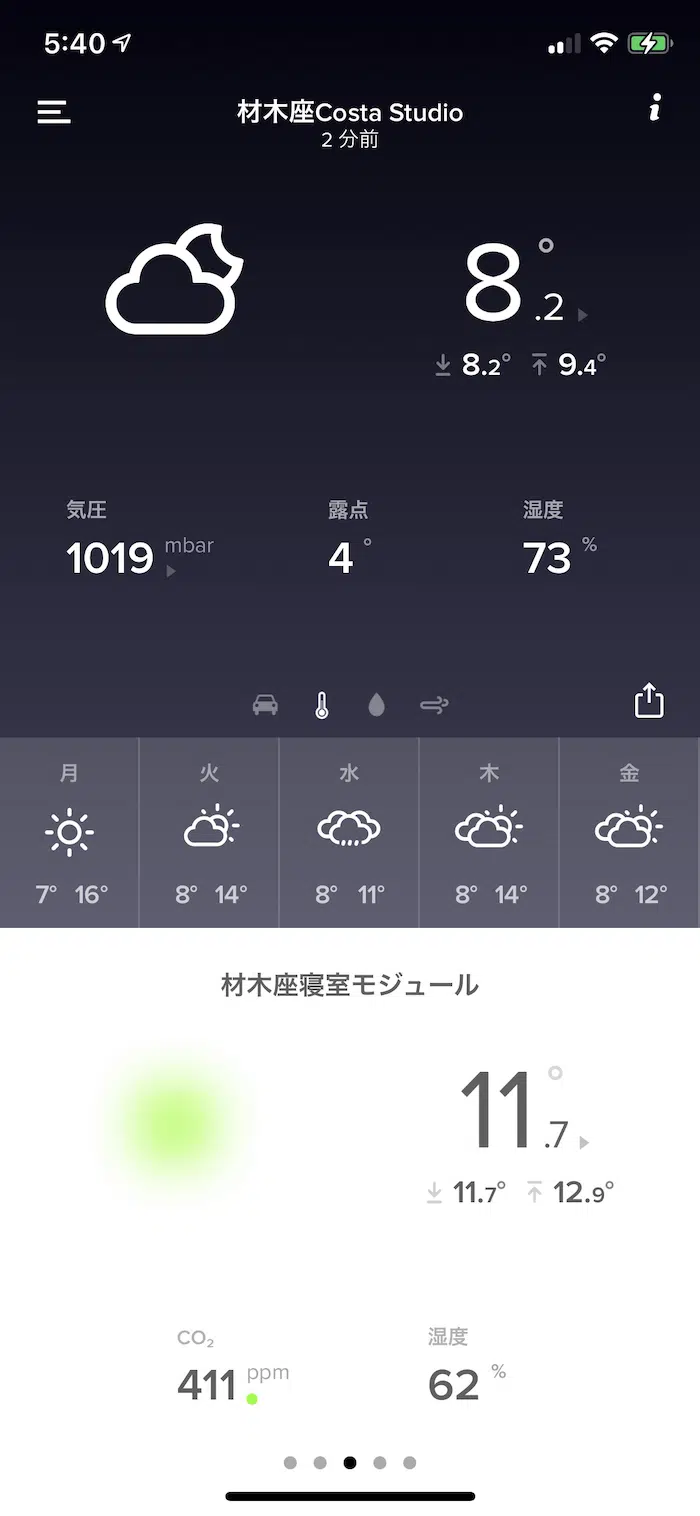 5:40
材木座Costa Studio
2 分前
8.2°
8.2° 9.4°
気圧 露点 湿度
1019 mbar 4° 73 %
月 火 水 木 金
7° 16° 8° 14° 8° 11° 8° 14° 8° 12°
材木座寝室モジュール
11.7°
11.7° 12.9°
CO₂ 湿度
411 ppm 62 %